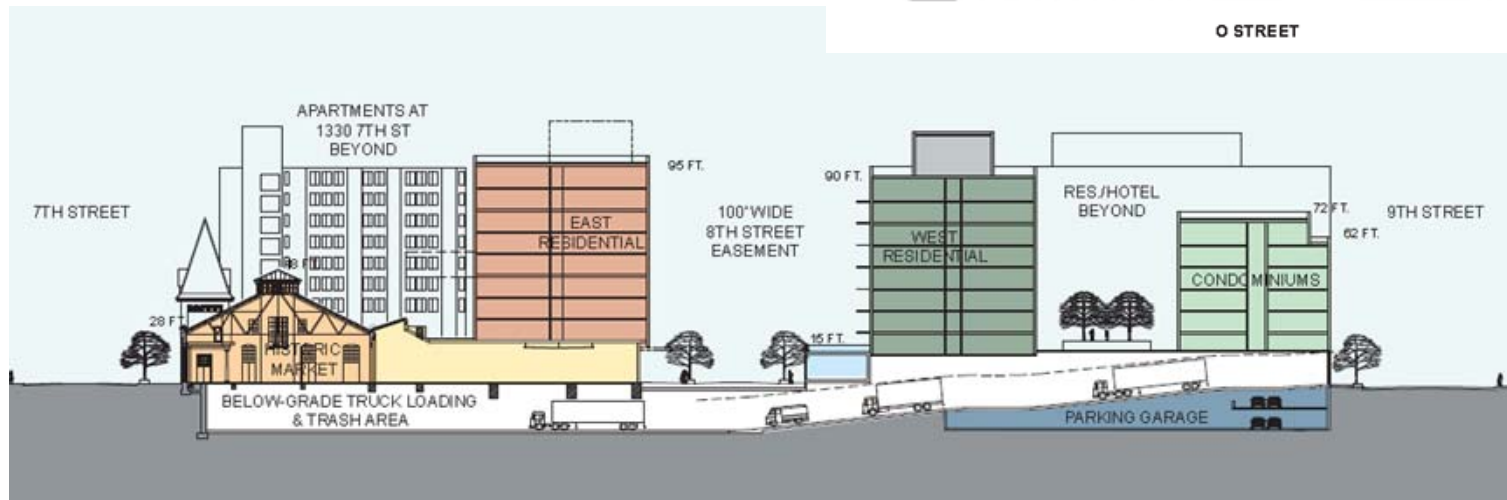 O STREET
APARTMENTS AT
1330 7TH ST
BEYOND
95 FT.
90 FT.
7TH STREET
100' WIDE
8TH STREET
EASEMENT
RES./HOTEL
BEYOND
72 FT.
9TH STREET
62 FT.
EAST
RESIDENTIAL
WEST
RESIDENTIAL
CONDOMINIUMS
28 FT.
15 FT.
HISTORIC
MARKET
BELOW-GRADE TRUCK LOADING
& TRASH AREA
PARKING GARAGE